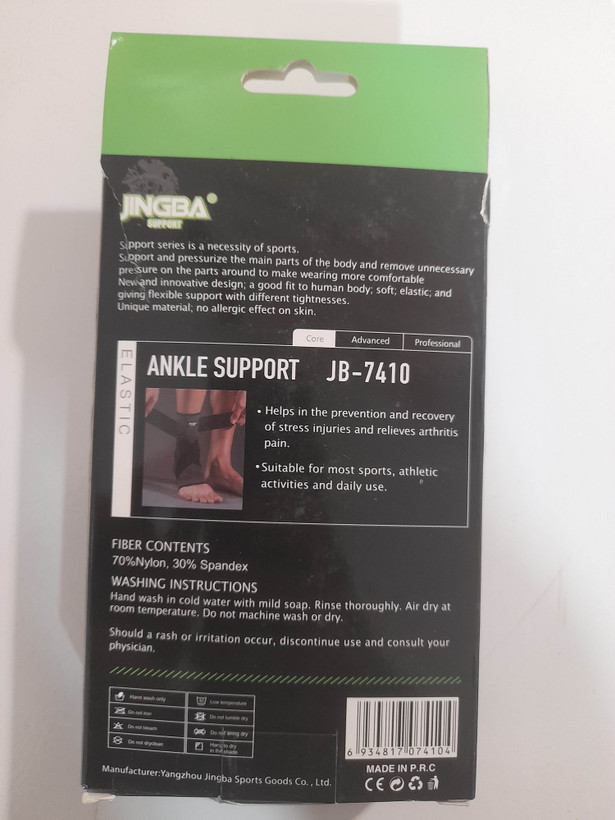 JINGBA®
SUPPORT
Support series is a necessity of sports.
Support and pressurize the main parts of the body and remove unnecessary
pressure on the parts around to make wearing more comfortable
New and innovative design; a good fit to human body; soft; elastic; and
giving flexible support with different tightnesses.
Unique material; no allergic effect on skin.
Core Advanced Professional
ELASTIC
ANKLE SUPPORT JB-7410
• Helps in the prevention and recovery
of stress injuries and relieves arthritis
pain.
• Suitable for most sports, athletic
activities and daily use.
FIBER CONTENTS
70%Nylon, 30% Spandex
WASHING INSTRUCTIONS
Hand wash in cold water with mild soap. Rinse thoroughly. Air dry at
room temperature. Do not machine wash or dry.
Should a rash or irritation occur, discontinue use and consult your
physician.
Hand wash only Low temperature
Do not iron Do not tumble dry
Do not bleach Do not wring dry
Do not dryclean Hang to dry
in the shade
6 934817 074104
Manufacturer:Yangzhou Jingba Sports Goods Co., Ltd.
MADE IN P.R.C
CE